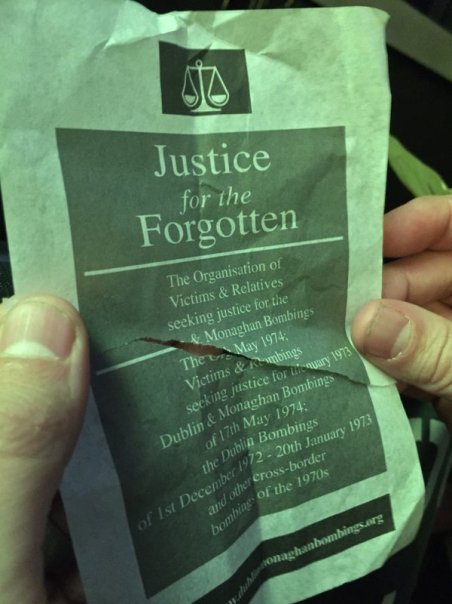 Justice
for the
Forgotten
The Organisation of
Victims & Relatives
seeking justice for the
& Monaghan Bombings
The May 1974;
Victims &
seeking justice for 1973
Dublin & Monaghan Bombings
of 17th May 1974;
the Dublin Bombings
of 1st December 1972 - 20th January 1973
and other cross-border
bombings of the 1970s
w.dublinmonaghanbombings.org